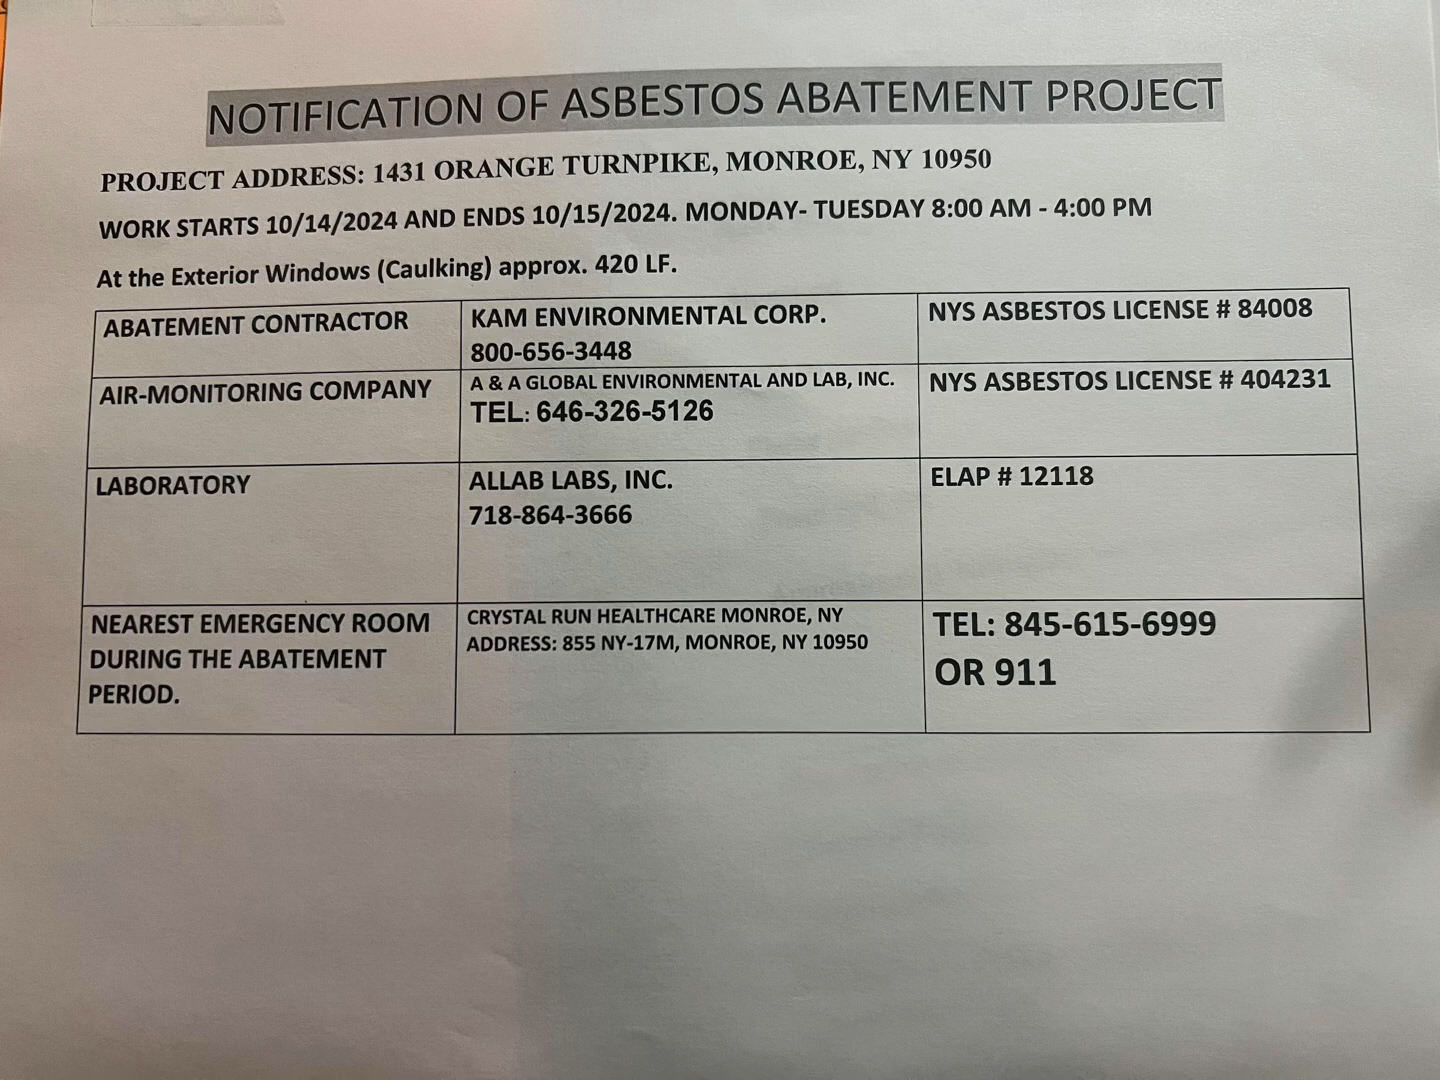 NOTIFICATION OF ASBESTOS ABATEMENT PROJECT
PROJECT ADDRESS: 1431 ORANGE TURNPIKE, MONROE, NY 10950
WORK STARTS 10/14/2024 AND ENDS 10/15/2024. MONDAY- TUESDAY 8:00 AM - 4:00 PM
At the Exterior Windows (Caulking) approx. 420 LF.
ABATEMENT CONTRACTOR
KAM ENVIRONMENTAL CORP.
800-656-3448
NYS ASBESTOS LICENSE # 84008
AIR-MONITORING COMPANY
A & A GLOBAL ENVIRONMENTAL AND LAB, INC.
TEL: 646-326-5126
NYS ASBESTOS LICENSE # 404231
LABORATORY
ALLAB LABS, INC.
718-864-3666
ELAP # 12118
NEAREST EMERGENCY ROOM
DURING THE ABATEMENT
PERIOD.
CRYSTAL RUN HEALTHCARE MONROE, NY
ADDRESS: 855 NY-17M, MONROE, NY 10950
TEL: 845-615-6999
OR 911